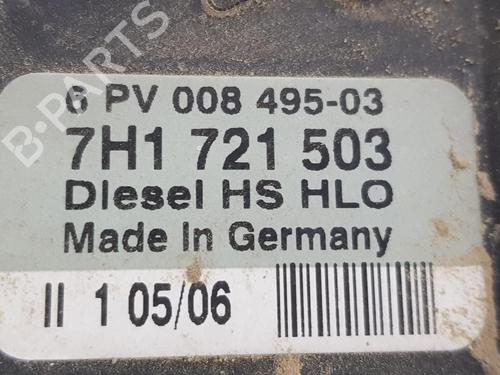 B-PARTS
6 PV 008 495-03
7H1 721 503
Diesel HS HLO
Made In Germany
II 1 05/06